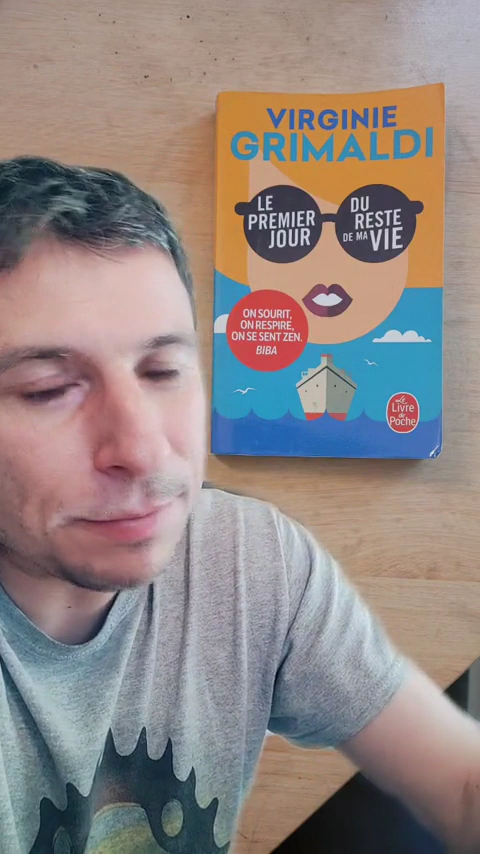 VIRGINIE
GRIMALDI
LE
PREMIER
JOUR
DU
RESTE
DE MA VIE
ON SOURIT,
ON RESPIRE,
ON SE SENT ZEN.
BIBA
Le
Livre
de
Poche